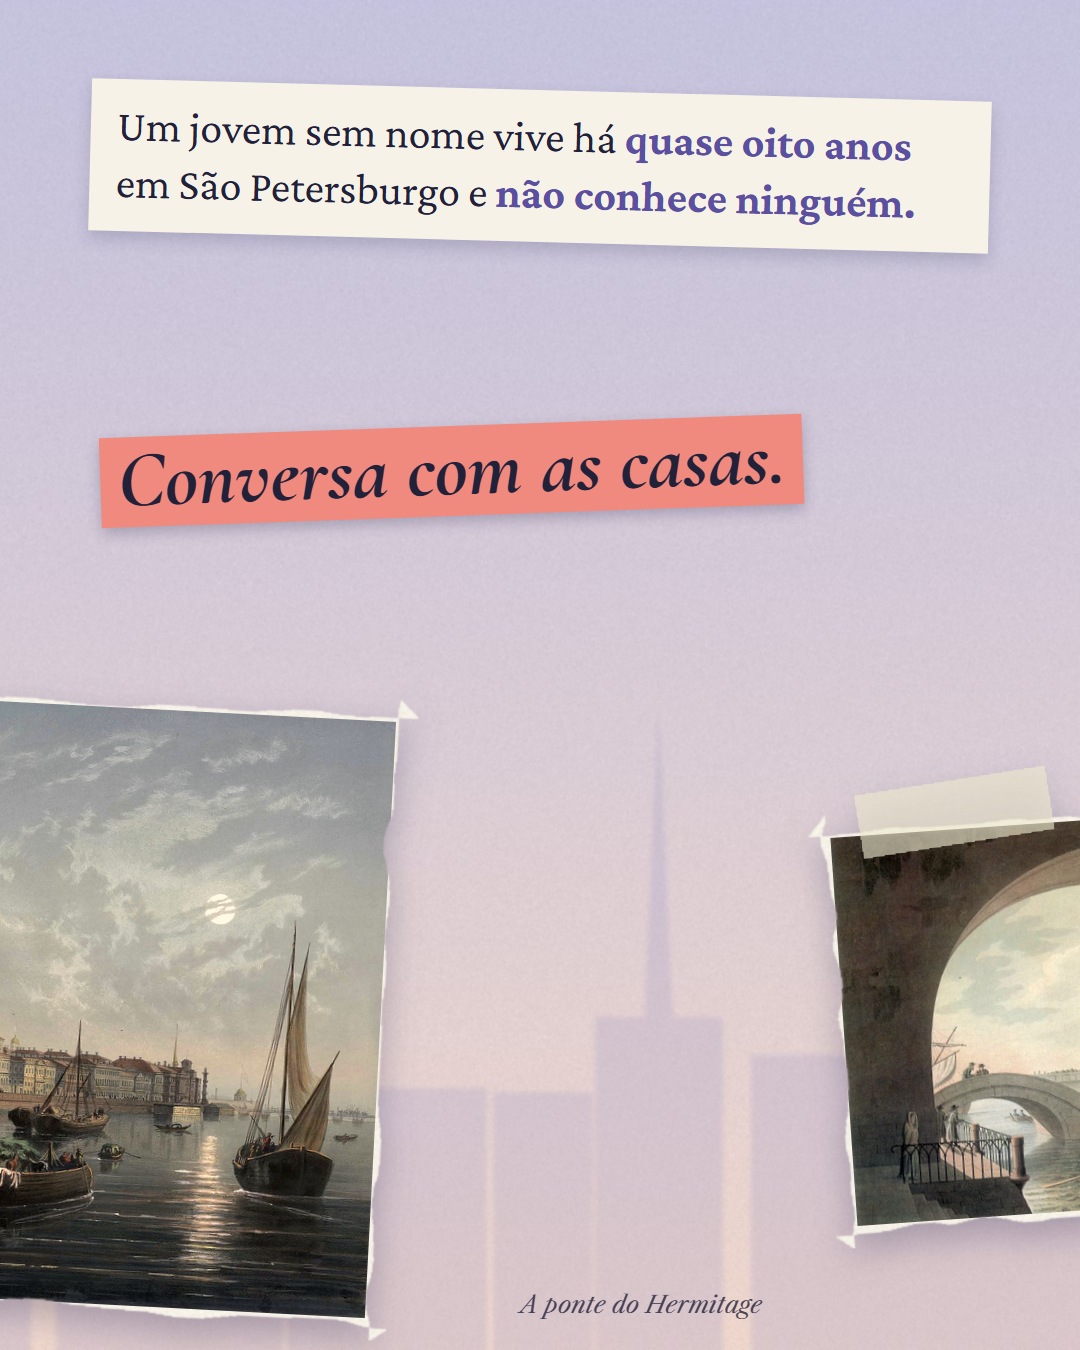 Um jovem sem nome vive há quase oito anos
em São Petersburgo e não conhece ninguém.
Conversa com as casas.
A ponte do Hermitage